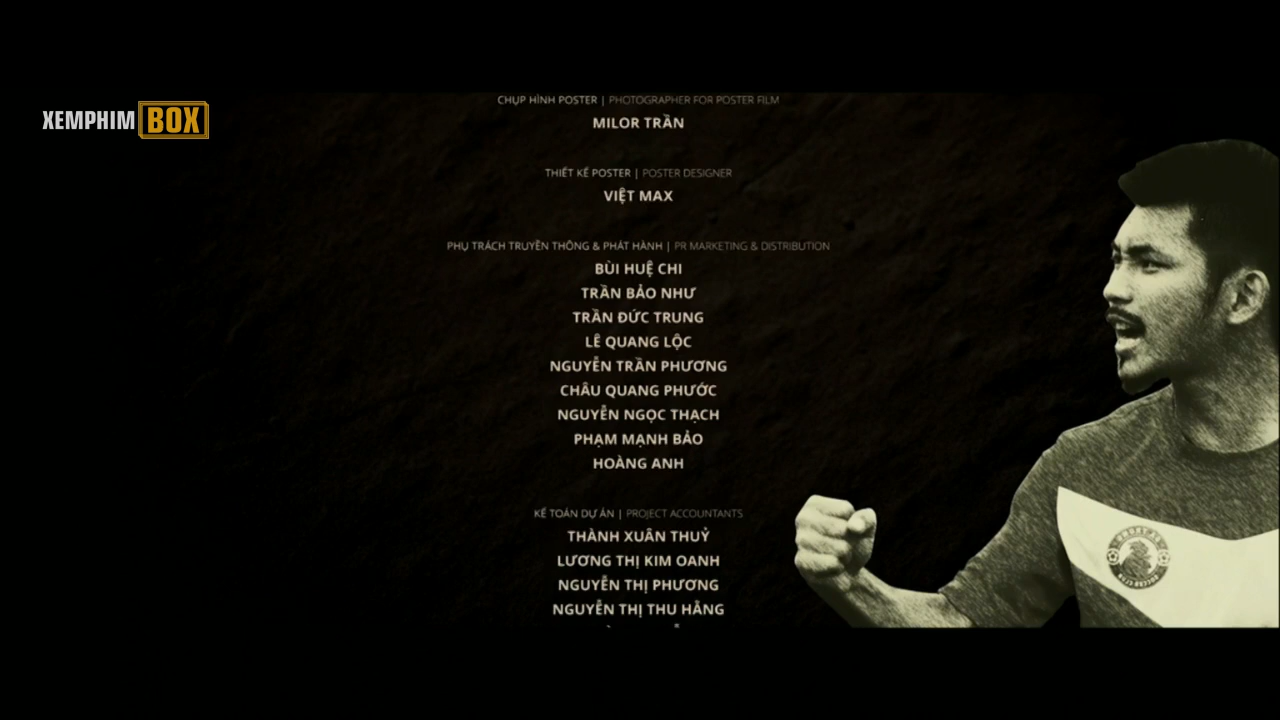 XEMPHIM BOX
CHỤP HÌNH POSTER | PHOTOGRAPHER FOR POSTER FILM
MILOR TRẦN
THIẾT KẾ POSTER | POSTER DESIGNER
VIỆT MAX
PHỤ TRÁCH TRUYỀN THÔNG & PHÁT HÀNH | PR MARKETING & DISTRIBUTION
BÙI HUỆ CHI
TRẦN BẢO NHƯ
TRẦN ĐỨC TRUNG
LÊ QUANG LỘC
NGUYỄN TRẦN PHƯƠNG
CHÂU QUANG PHƯỚC
NGUYỄN NGỌC THẠCH
PHẠM MẠNH BẢO
HOÀNG ANH
KẾ TOÁN DỰ ÁN | PROJECT ACCOUNTANTS
THÀNH XUÂN THUỶ
LƯƠNG THỊ KIM OANH
NGUYỄN THỊ PHƯƠNG
NGUYỄN THỊ THU HẰNG